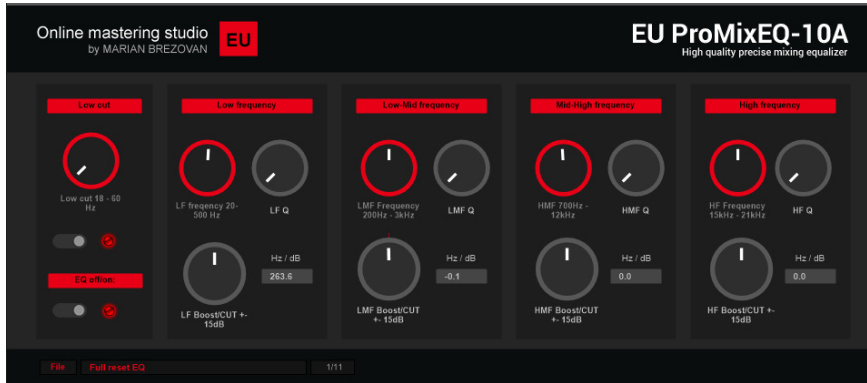 Online mastering studio
by MARIAN BREZOVAN
EU
EU ProMixEQ-10A
High quality precise mixing equalizer
Low cut
Low frequency
Low-Mid frequency
Mid-High frequency
High frequency
Low cut 18 - 60
Hz
LF freqency 20-
500 Hz
LF Q
LMF Frequency
200Hz - 3kHz
LMF Q
HMF 700Hz -
12kHz
HMF Q
HF Frequency
15kHz - 21kHz
HF Q
EQ off/on:
Hz / dB
263.6
LF Boost/CUT +-
15dB
Hz / dB
-0.1
LMF Boost/CUT
+- 15dB
Hz / dB
0.0
HMF Boost/CUT
+- 15dB
Hz / dB
0.0
HF Boost/CUT +-
15dB
File
Full reset EQ
1/11